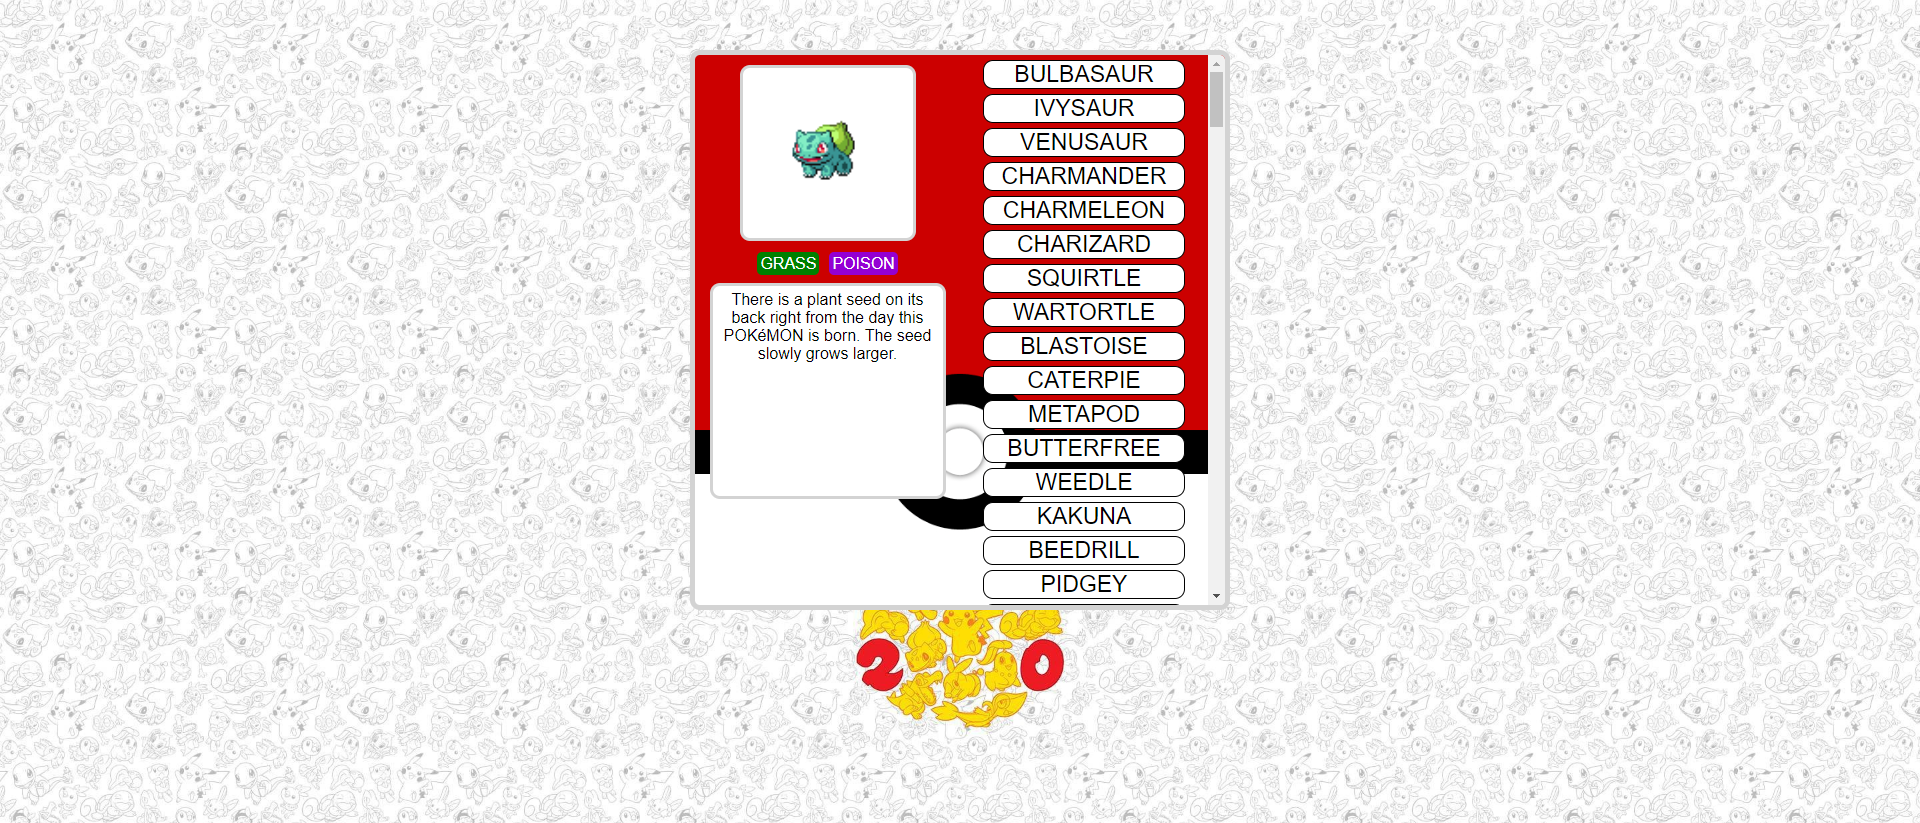 GRASS POISON
There is a plant seed on its
back right from the day this
POKéMON is born. The seed
slowly grows larger.
BULBASAUR
IVYSAUR
VENUSAUR
CHARMANDER
CHARMELEON
CHARIZARD
SQUIRTLE
WARTORTLE
BLASTOISE
CATERPIE
METAPOD
BUTTERFREE
WEEDLE
KAKUNA
BEEDRILL
PIDGEY
20